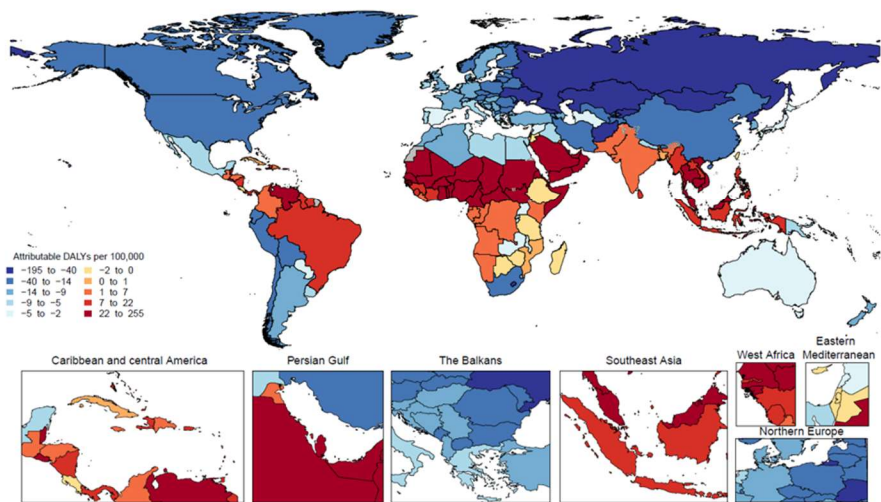 Attributable DALYs per 100,000
−195 to −40
−40 to −14
−14 to −9
−9 to −5
−5 to −2
−2 to 0
0 to 1
1 to 7
7 to 22
22 to 255
Caribbean and central America
Persian Gulf
The Balkans
Southeast Asia
West Africa
Eastern
Mediterranean
Northern Europe